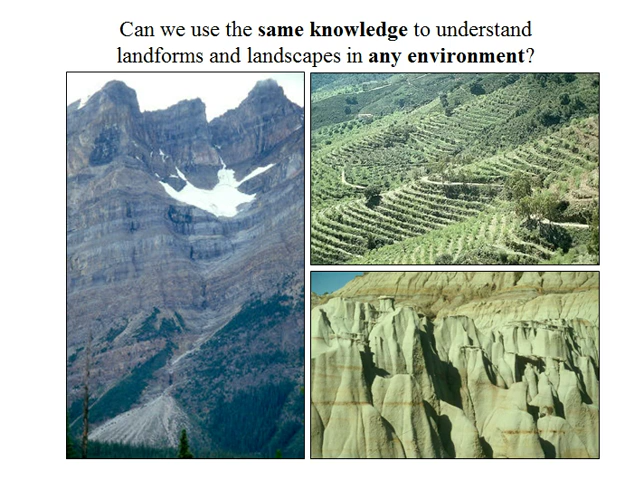 Can we use the same knowledge to understand
landforms and landscapes in any environment?